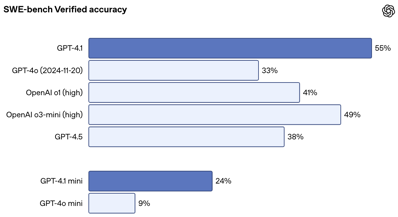 SWE-bench Verified accuracy
GPT-4.1 55%
GPT-4o (2024-11-20) 33%
OpenAI o1 (high) 41%
OpenAI o3-mini (high) 49%
GPT-4.5 38%
GPT-4.1 mini 24%
GPT-4o mini 9%